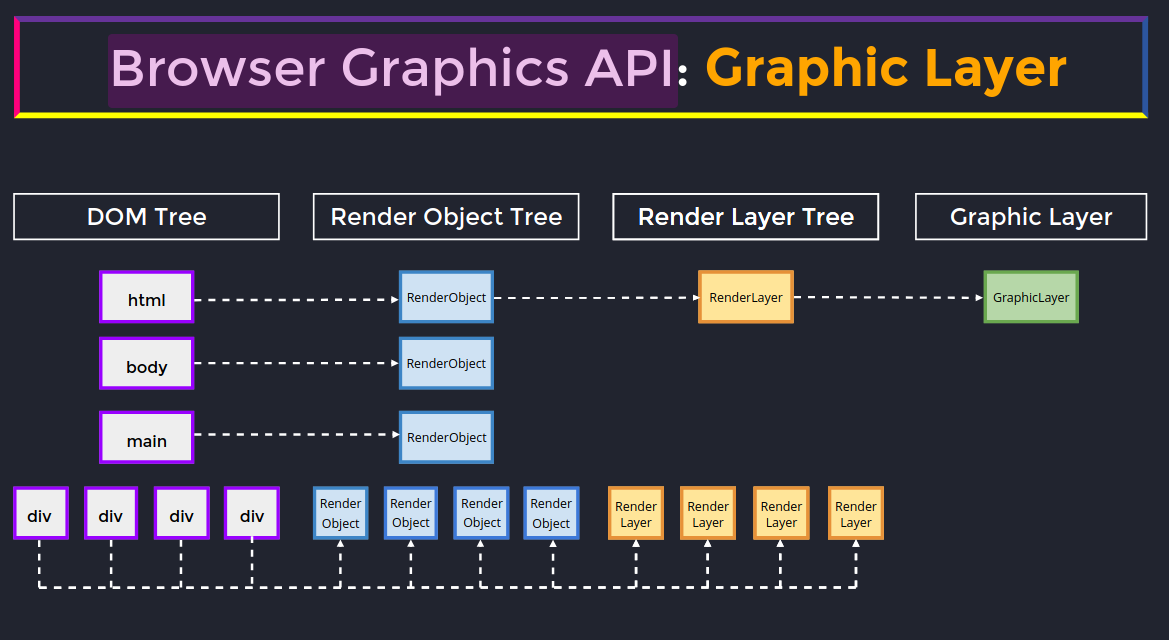 Browser Graphics API: Graphic Layer
DOM Tree
Render Object Tree
Render Layer Tree
Graphic Layer
html
RenderObject
RenderLayer
GraphicLayer
body
RenderObject
main
RenderObject
div
div
div
div
Render
Object
Render
Object
Render
Object
Render
Object
Render
Layer
Render
Layer
Render
Layer
Render
Layer